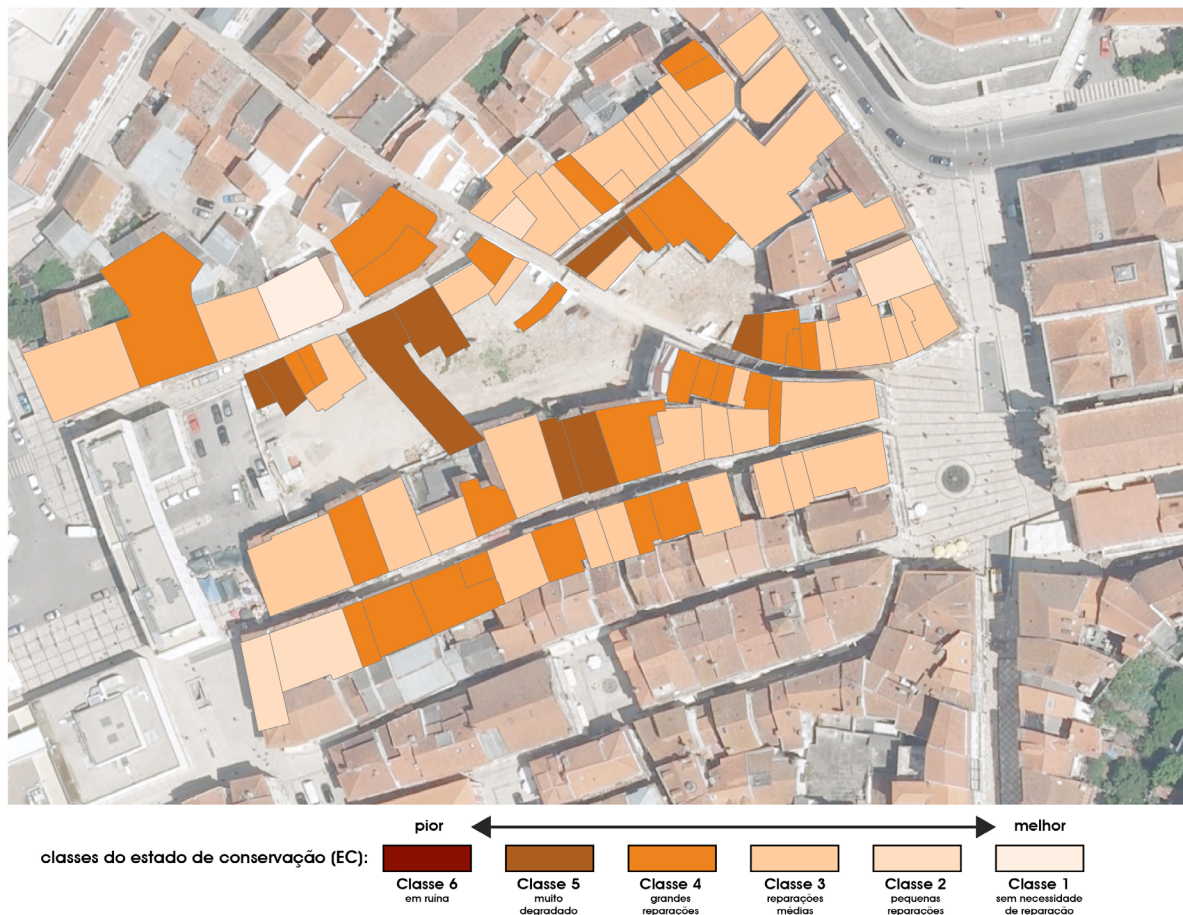 pior
melhor
classes do estado de conservação (EC):
Classe 6
em ruína
Classe 5
muito
degradado
Classe 4
grandes
reparações
Classe 3
reparações
médias
Classe 2
pequenas
reparações
Classe 1
sem necessidade
de reparação